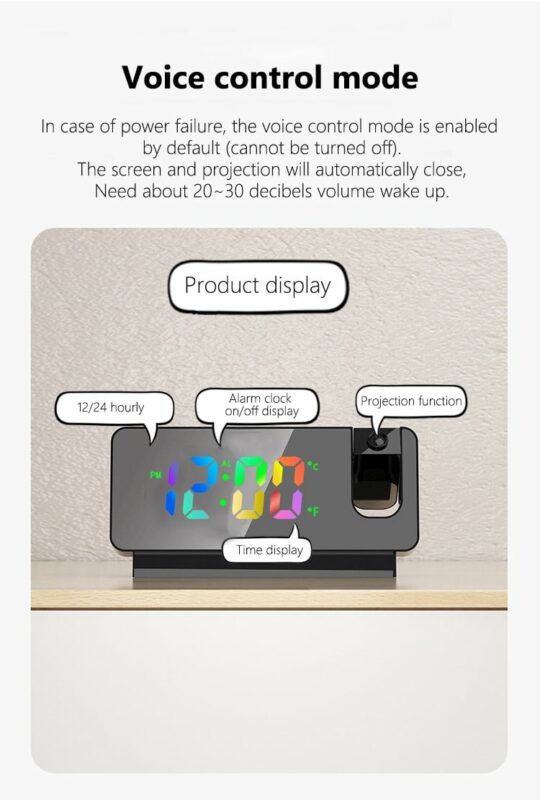 Voice control mode
In case of power failure, the voice control mode is enabled
by default (cannot be turned off).
The screen and projection will automatically close,
Need about 20~30 decibels volume wake up.
Product display
12/24 hourly
Alarm clock
on/off display
Projection function
PM
AL
12:00
°C
°F
Time display